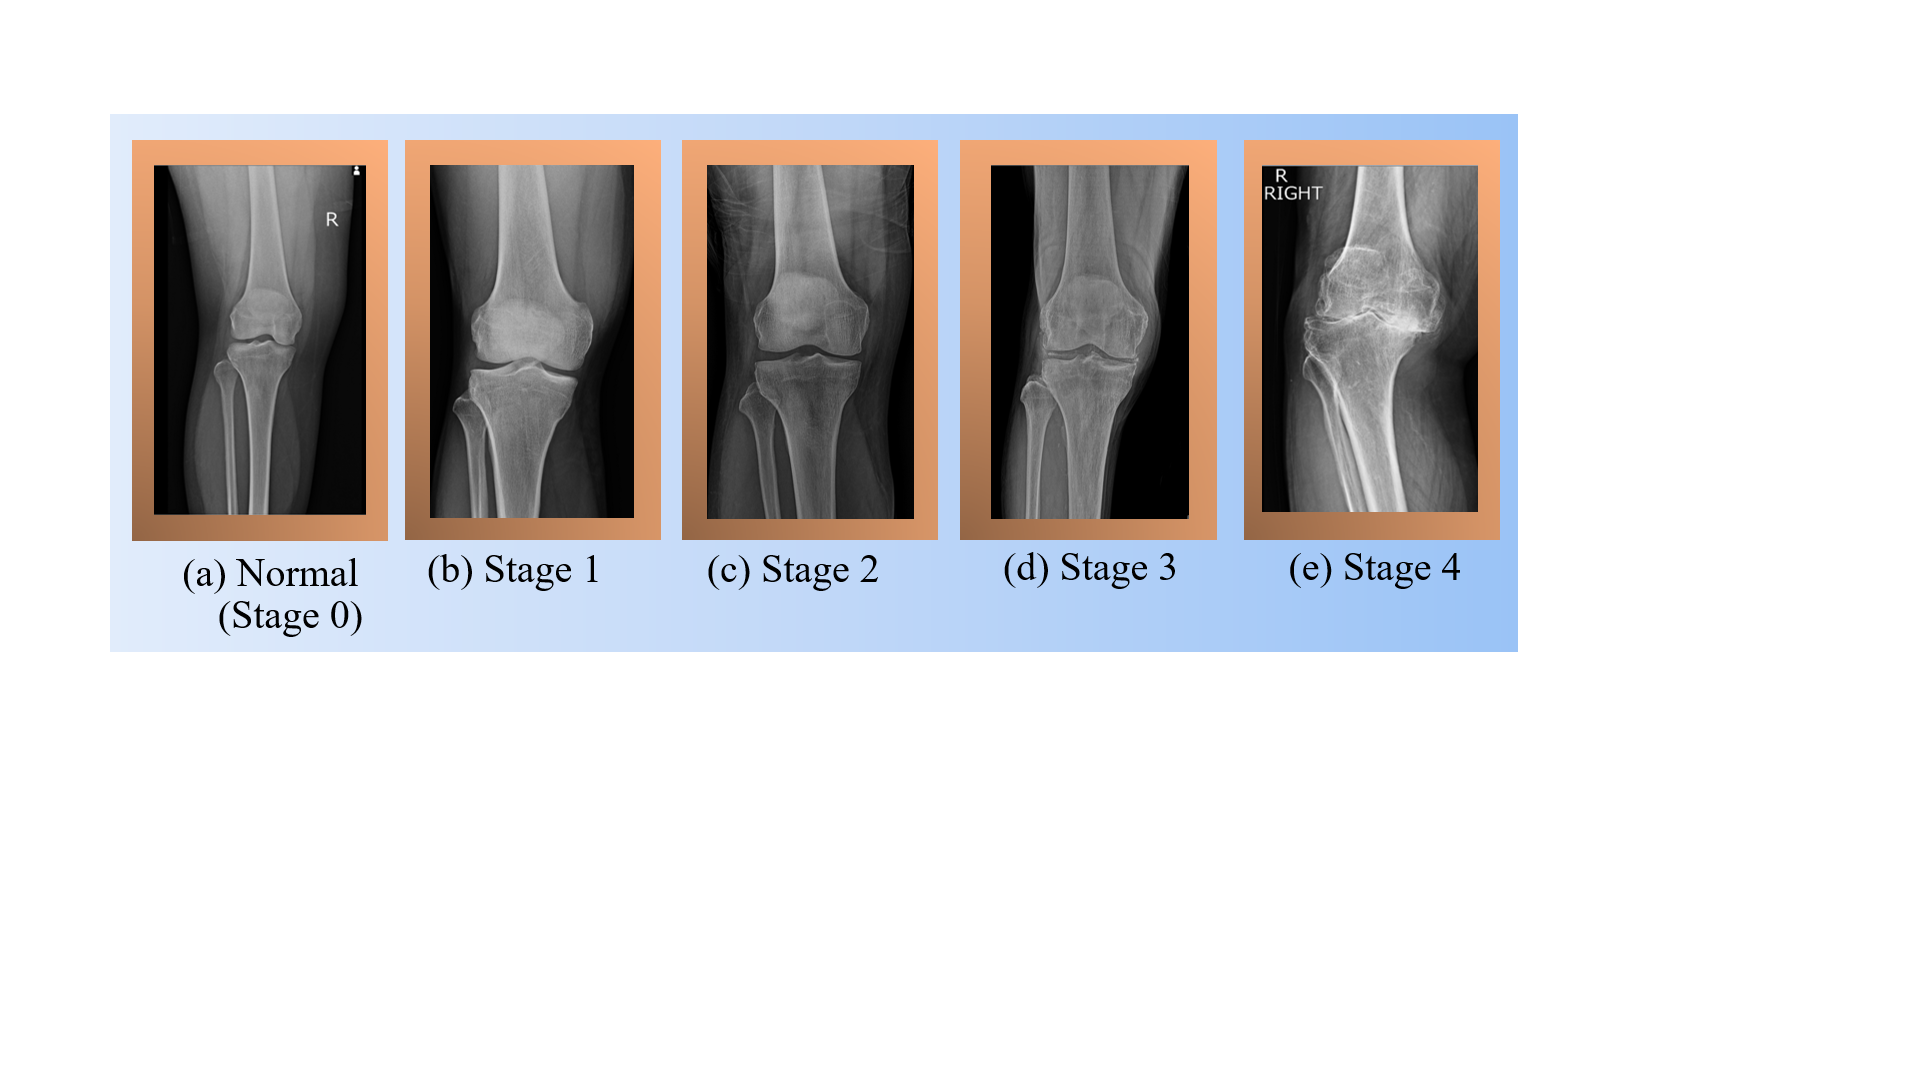 R
R
RIGHT
(a) Normal
(Stage 0)
(b) Stage 1
(c) Stage 2
(d) Stage 3
(e) Stage 4